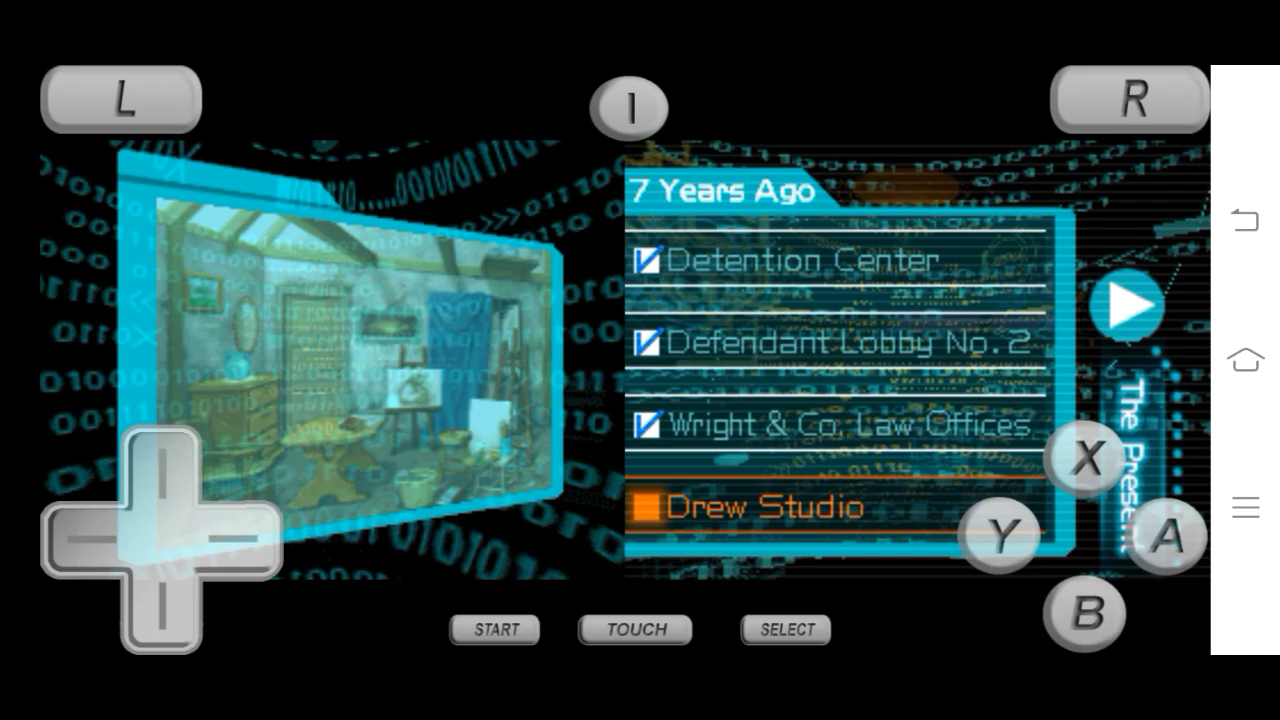 L
I
R
7 Years Ago
Detention Center
Defendant Lobby No. 2
Wright & Co. Law Offices
Drew Studio
The Present
X
Y
A
B
START
TOUCH
SELECT